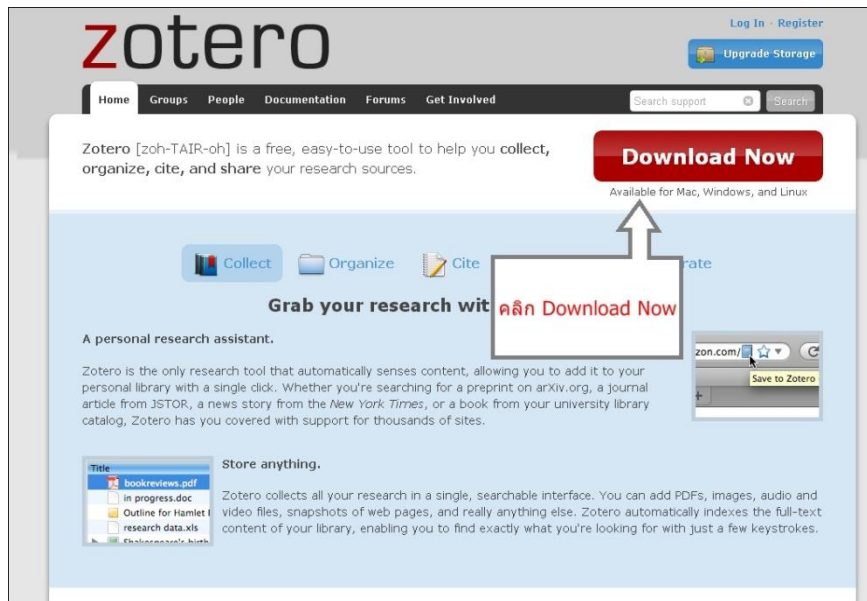 zotero
Log In · Register
Upgrade Storage
Home Groups People Documentation Forums Get Involved
Search support Search
Zotero [zoh-TAIR-oh] is a free, easy-to-use tool to help you collect,
organize, cite, and share your research sources.
Download Now
Available for Mac, Windows, and Linux
Collect Organize Cite
คลิก Download Now
Grab your research
A personal research assistant.
Zotero is the only research tool that automatically senses content, allowing you to add it to your
personal library with a single click. Whether you're searching for a preprint on arXiv.org, a journal
article from JSTOR, a news story from the New York Times, or a book from your university library
catalog, Zotero has you covered with support for thousands of sites.
zon.com/
Save to Zotero
Store anything.
Zotero collects all your research in a single, searchable interface. You can add PDFs, images, audio and
video files, snapshots of web pages, and really anything else. Zotero automatically indexes the full-text
content of your library, enabling you to find exactly what you're looking for with just a few keystrokes.
Title
bookreviews.pdf
in progress.doc
Outline for Hamlet
research data.xls